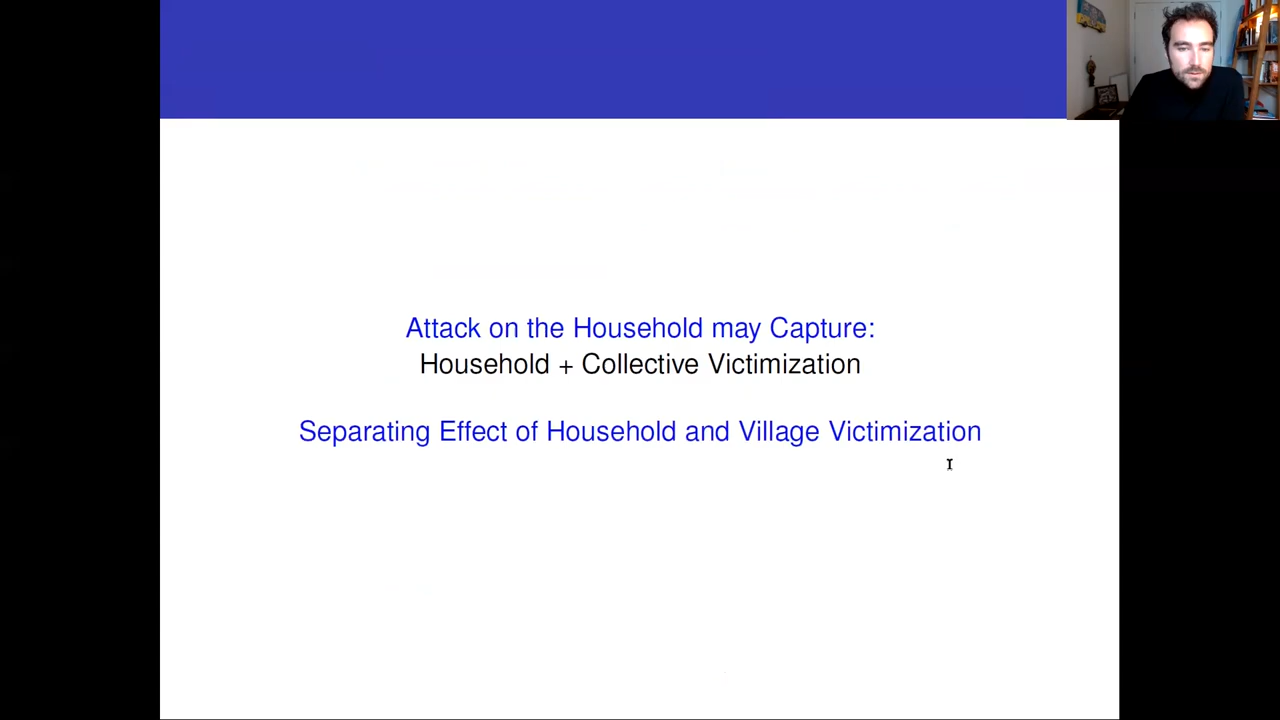 Attack on the Household may Capture:
Household + Collective Victimization
Separating Effect of Household and Village Victimization